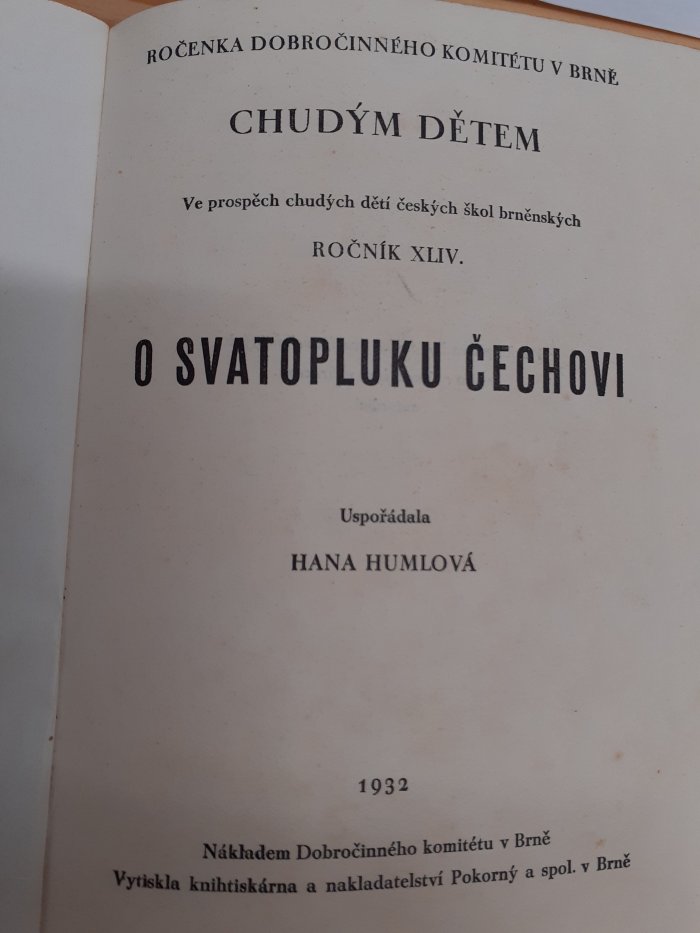 ROČENKA DOBROČINNÉHO KOMITÉTU V BRNĚ
CHUDÝM DĚTEM
Ve prospěch chudých dětí českých škol brněnských
ROČNÍK XLIV.
O SVATOPLUKU ČECHOVI
Uspořádala
HANA HUMLOVÁ
1932
Nákladem Dobročinného komitétu v Brně
Vytiskla knihtiskárna a nakladatelství Pokorný a spol. v Brně